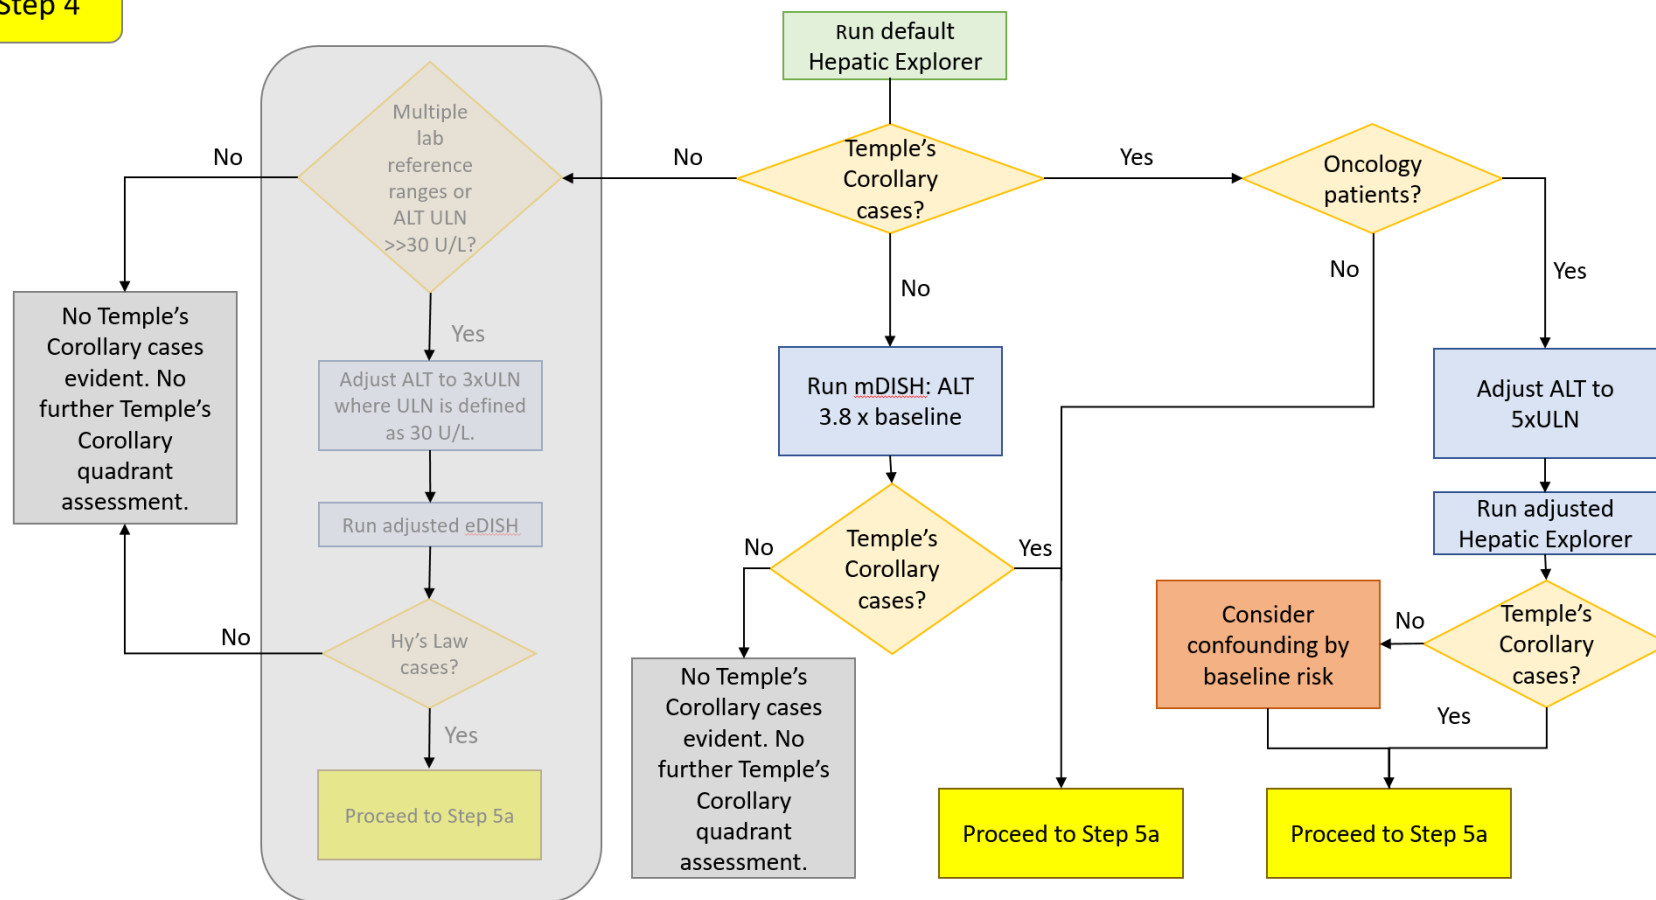 Step 4
Run default
Hepatic Explorer
Multiple
lab
reference
ranges or
ALT ULN
>>30 U/L?
No
No
Temple’s
Corollary
cases?
Yes
Oncology
patients?
No
Yes
No
Yes
No Temple’s
Corollary cases
evident. No
further Temple’s
Corollary
quadrant
assessment.
Adjust ALT to 3xULN
where ULN is defined
as 30 U/L.
Run mDISH: ALT
3.8 x baseline
Adjust ALT to
5xULN
Run adjusted eDISH
Run adjusted
Hepatic Explorer
No
Temple’s
Corollary
cases?
Yes
Consider
confounding by
baseline risk
No
Temple’s
Corollary
cases?
No
Hy’s Law
cases?
Yes
Yes
No Temple’s
Corollary cases
evident. No
further Temple’s
Corollary
quadrant
assessment.
Proceed to Step 5a
Proceed to Step 5a
Proceed to Step 5a